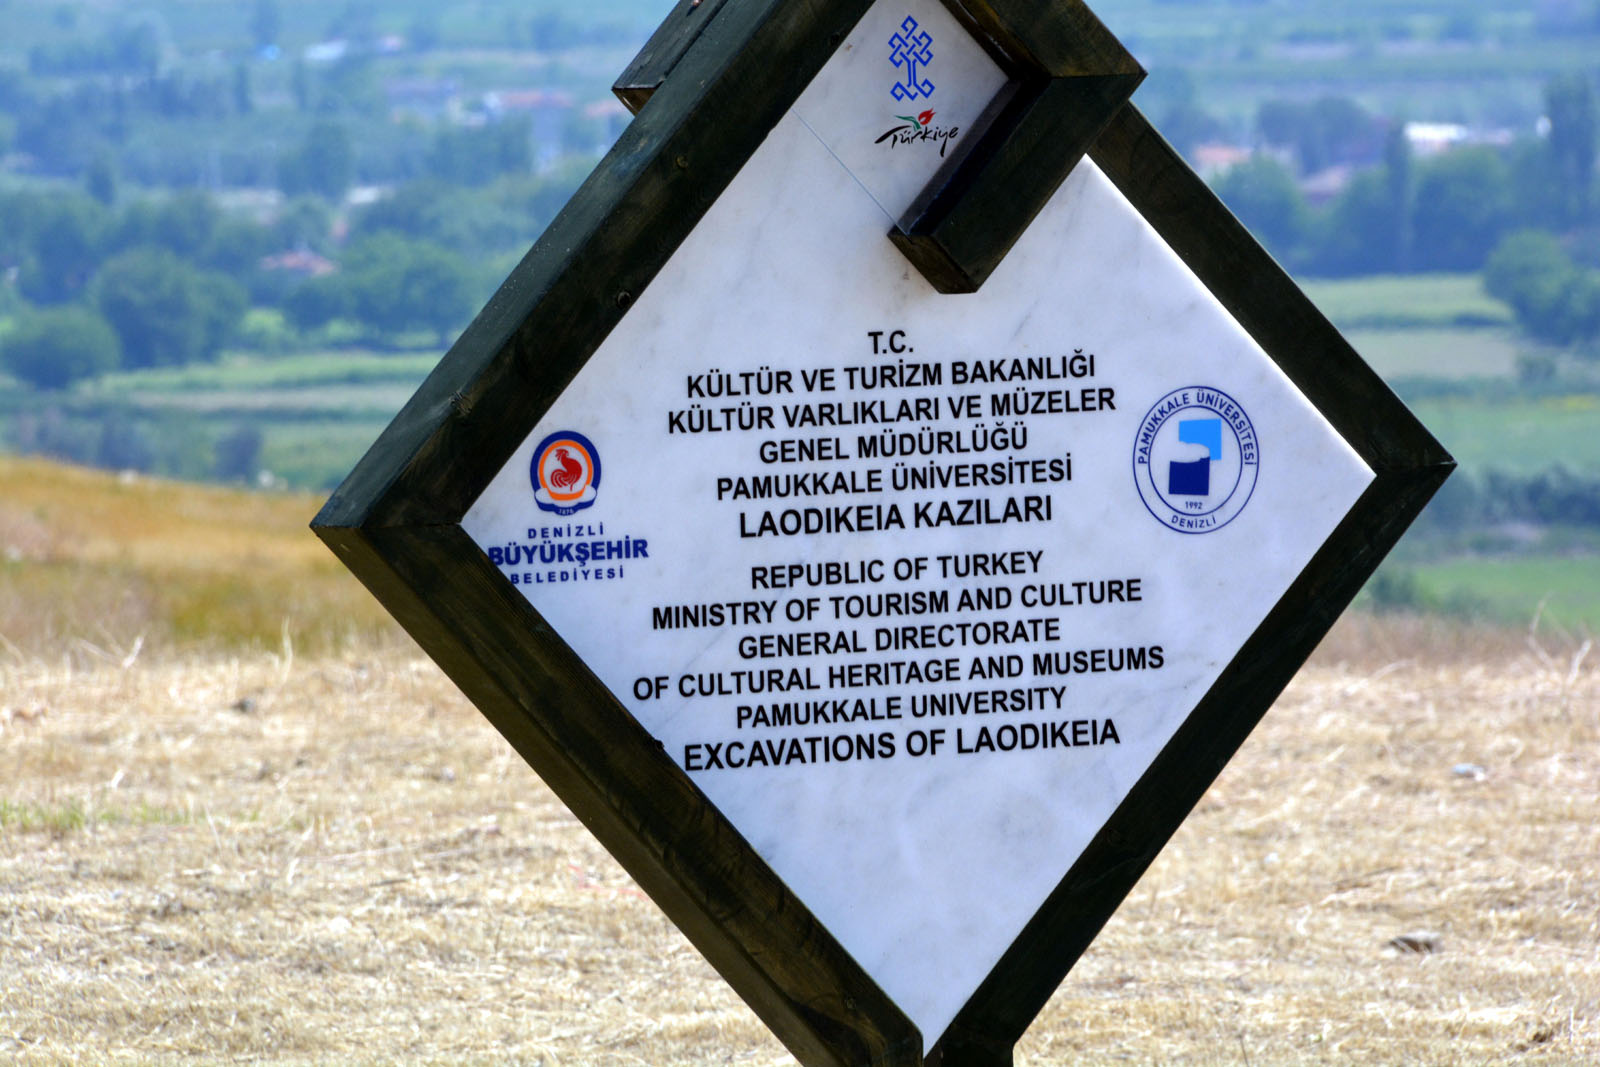 Türkiye
T.C.
KÜLTÜR VE TURİZM BAKANLIĞI
KÜLTÜR VARLIKLARI VE MÜZELER
GENEL MÜDÜRLÜĞÜ
PAMUKKALE ÜNİVERSİTESİ
LAODIKEIA KAZILARI
REPUBLIC OF TURKEY
MINISTRY OF TOURISM AND CULTURE
GENERAL DIRECTORATE
OF CULTURAL HERITAGE AND MUSEUMS
PAMUKKALE UNIVERSITY
EXCAVATIONS OF LAODIKEIA
1876
DENİZLİ
BÜYÜKŞEHİR
BELEDİYESİ
PAMUKKALE ÜNİVERSİTESİ
1992
DENİZLİ